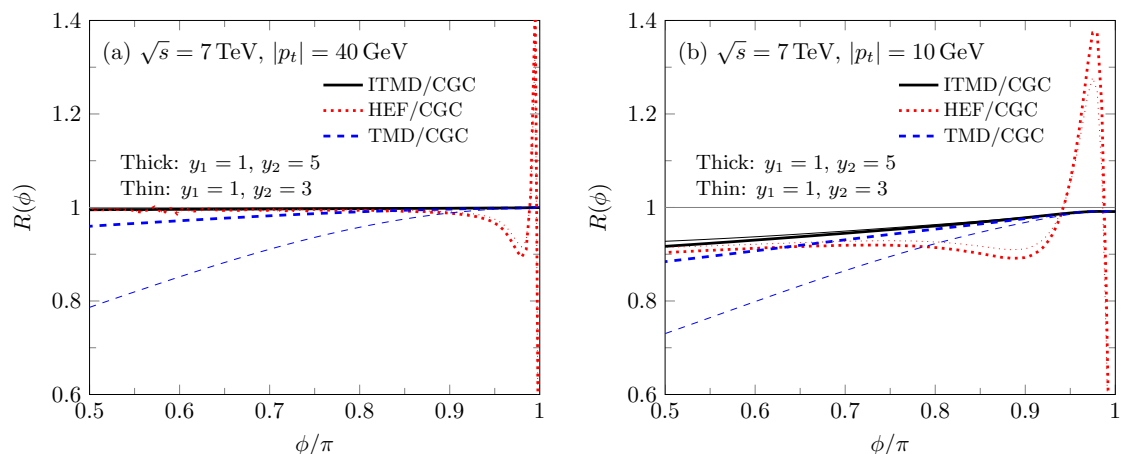 (a) √s = 7 TeV, |p_t| = 40 GeV
ITMD/CGC
HEF/CGC
TMD/CGC
Thick: y_1 = 1, y_2 = 5
Thin: y_1 = 1, y_2 = 3
R(ϕ)
1.4
1.2
1
0.8
0.6
0.5 0.6 0.7 0.8 0.9 1
ϕ/π
(b) √s = 7 TeV, |p_t| = 10 GeV
ITMD/CGC
HEF/CGC
TMD/CGC
Thick: y_1 = 1, y_2 = 5
Thin: y_1 = 1, y_2 = 3
R(ϕ)
1.4
1.2
1
0.8
0.6
0.5 0.6 0.7 0.8 0.9 1
ϕ/π